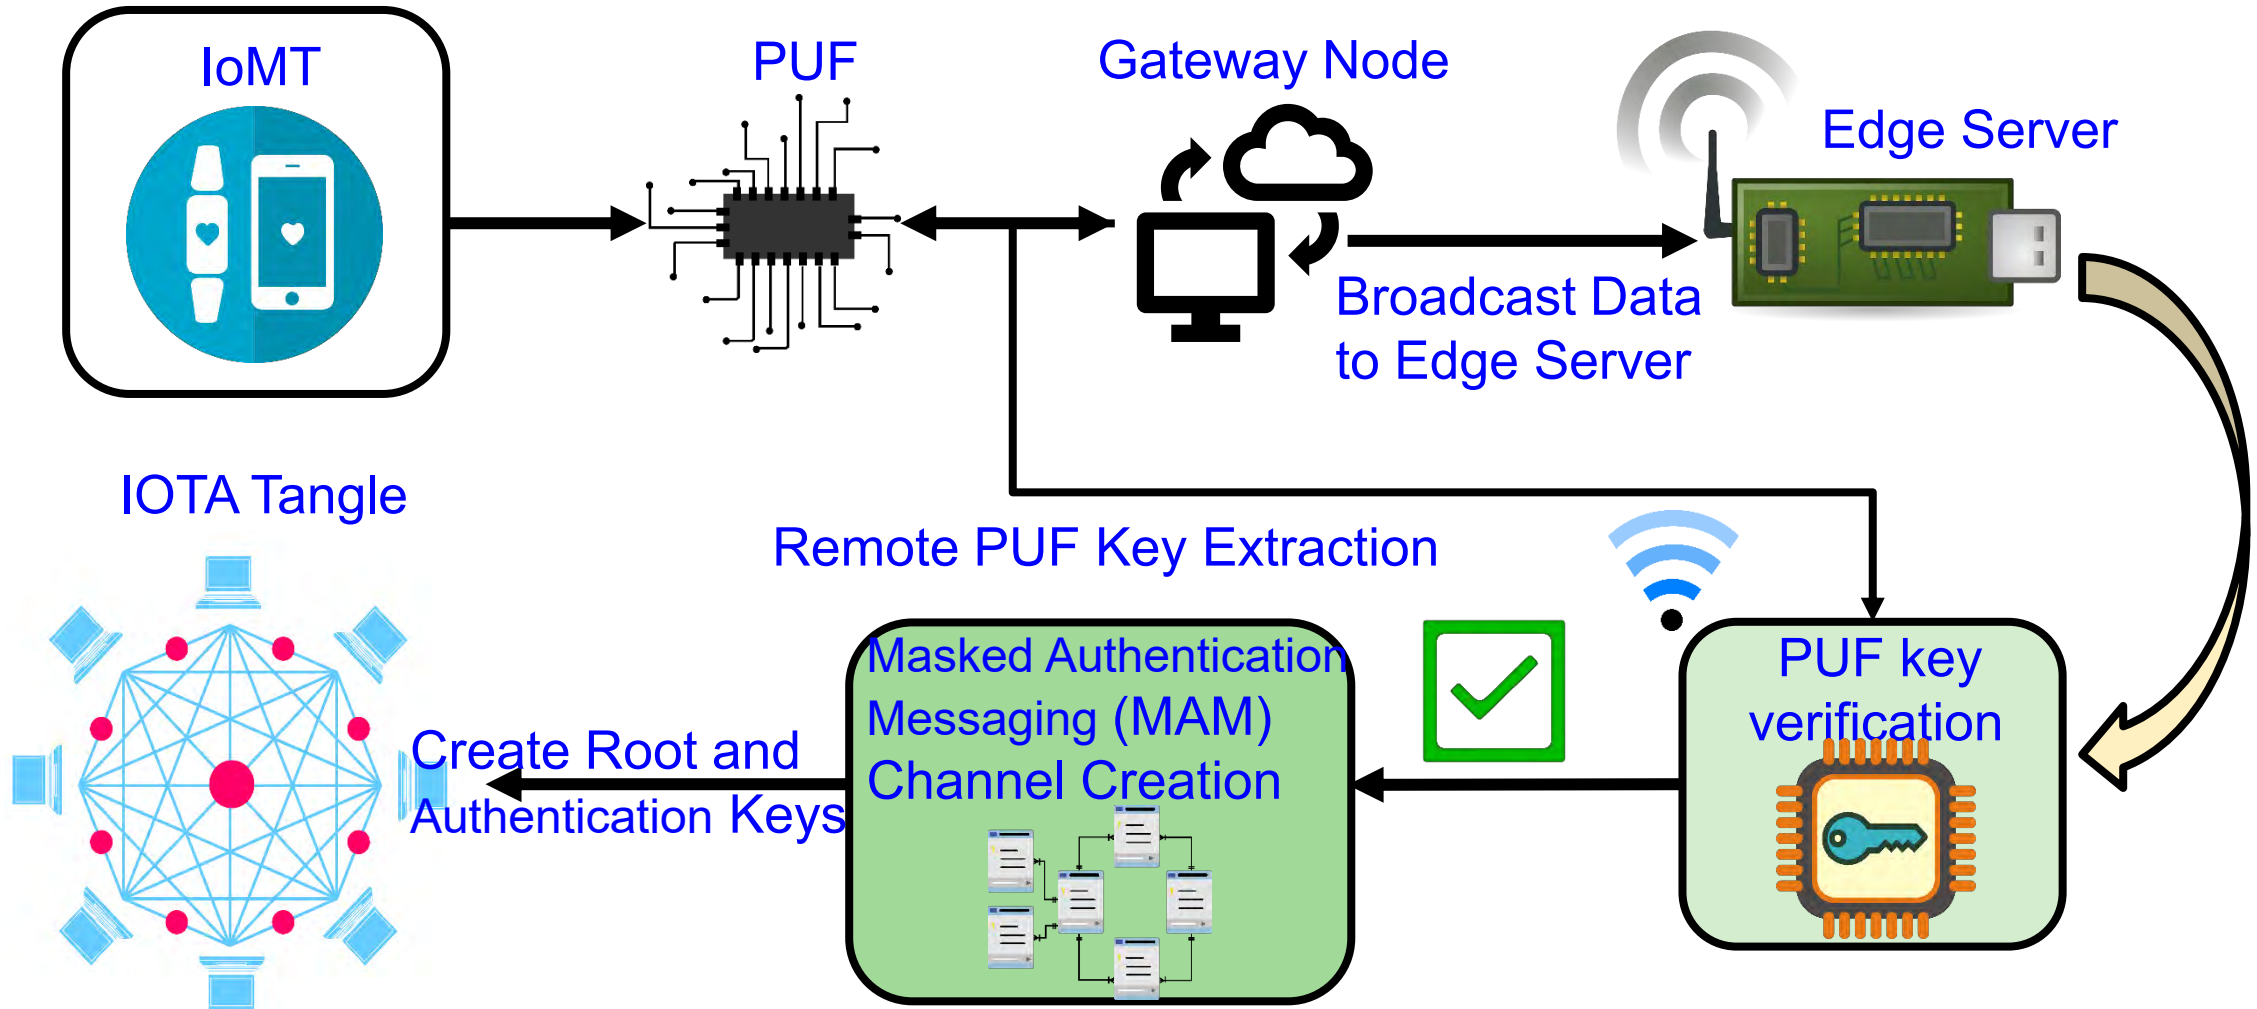 IoMT
PUF
Gateway Node
Edge Server
Broadcast Data
to Edge Server
IOTA Tangle
Remote PUF Key Extraction
Masked Authentication
Messaging (MAM)
Channel Creation
PUF key
verification
Create Root and
Authentication Keys